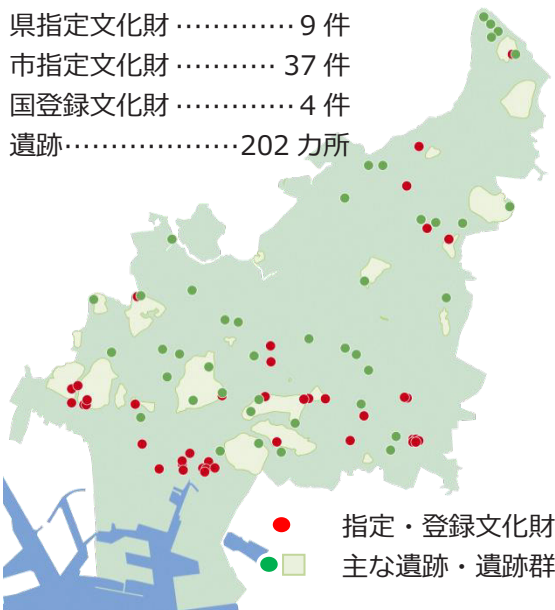 県指定文化財 ………… 9 件
市指定文化財 ………… 37 件
国登録文化財 ………… 4 件
遺跡………………202 カ所
指定・登録文化財
主な遺跡・遺跡群